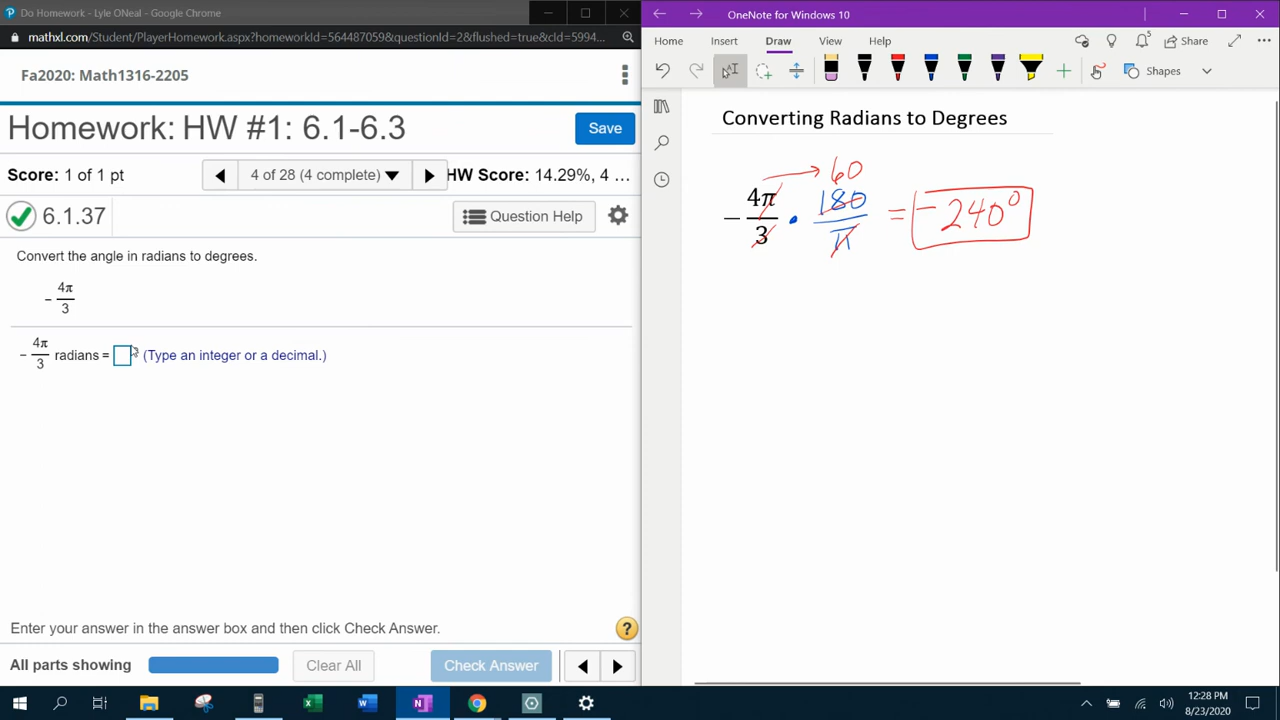 Do Homework - Lyle ONeal - Google Chrome
mathxl.com/Student/PlayerHomework.aspx?homeworkId=564487059&questionId=2&flushed=true&cId=5994...
Fa2020: Math1316-2205
Homework: HW #1: 6.1-6.3
Save
Score: 1 of 1 pt
4 of 28 (4 complete)
HW Score: 14.29%, 4 ...
6.1.37
Question Help
Convert the angle in radians to degrees.
- 4π/3
- 4π/3 radians = (Type an integer or a decimal.)
Enter your answer in the answer box and then click Check Answer.
?
All parts showing
Clear All
Check Answer
OneNote for Windows 10
Home
Insert
Draw
View
Help
Share
Shapes
Converting Radians to Degrees
60
- 4π/3 • 180/π = -240°
12:28 PM
8/23/2020